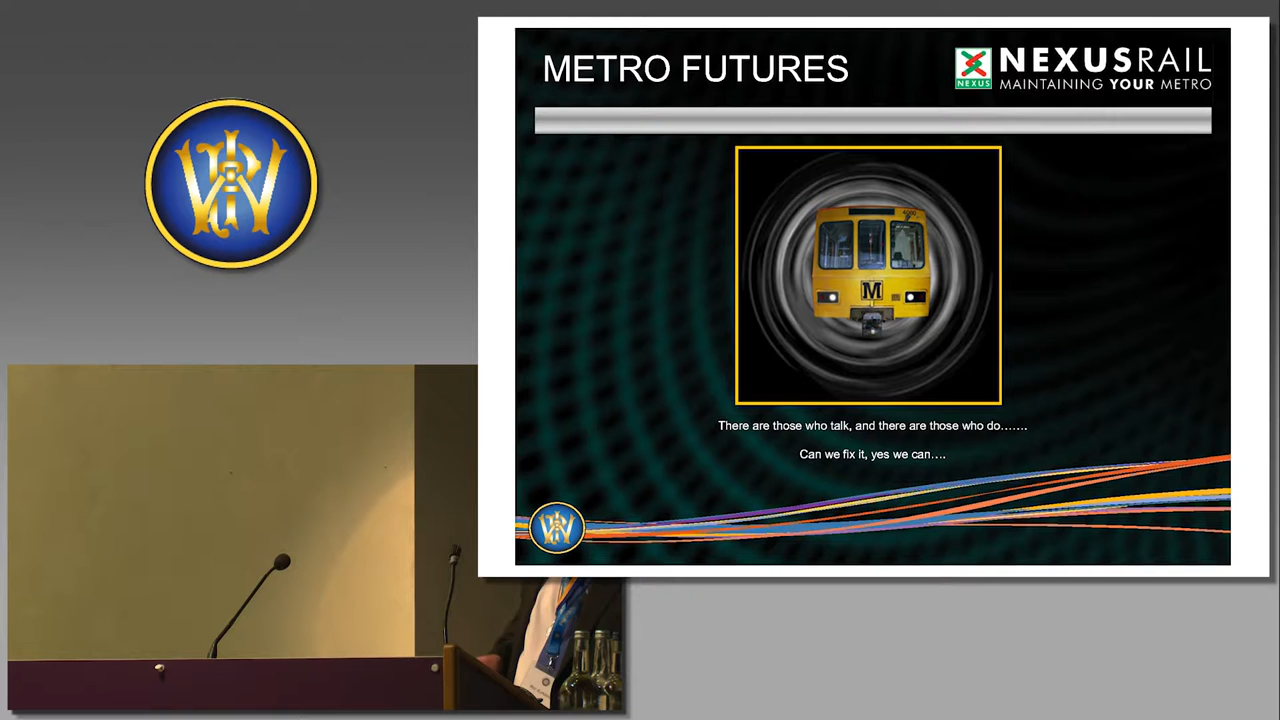 METRO FUTURES
NEXUS
NEXUSRAIL
MAINTAINING YOUR METRO
M
There are those who talk, and there are those who do…….
Can we fix it, yes we can….